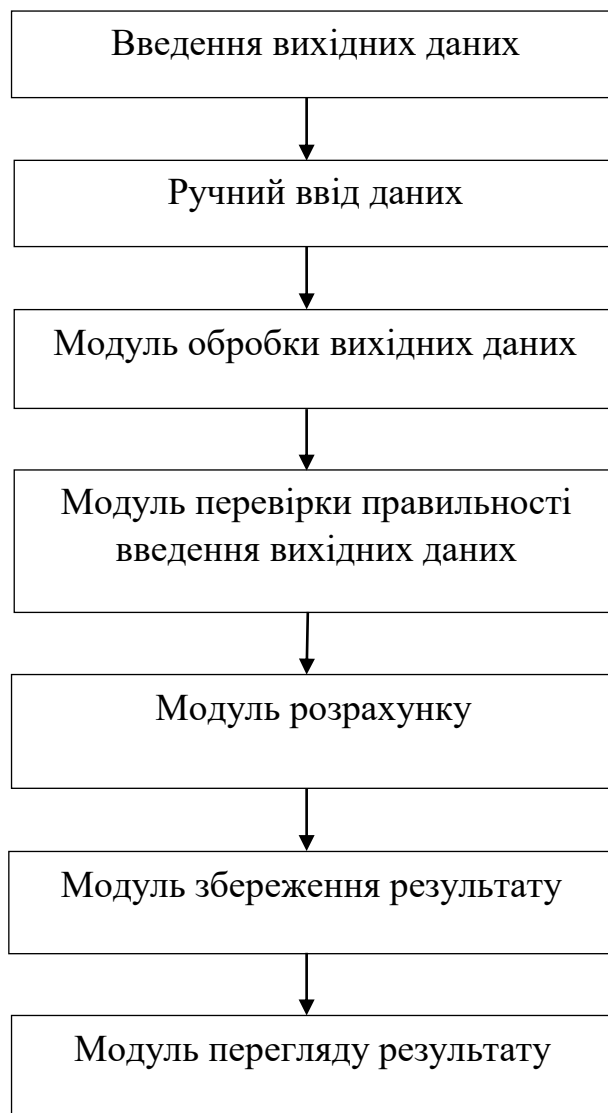 Введення вихідних даних
Ручний ввід даних
Модуль обробки вихідних даних
Модуль перевірки правильності
введення вихідних даних
Модуль розрахунку
Модуль збереження результату
Модуль перегляду результату